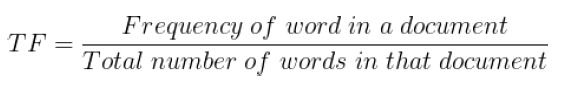 TF = Frequency of word in a document
Total number of words in that document